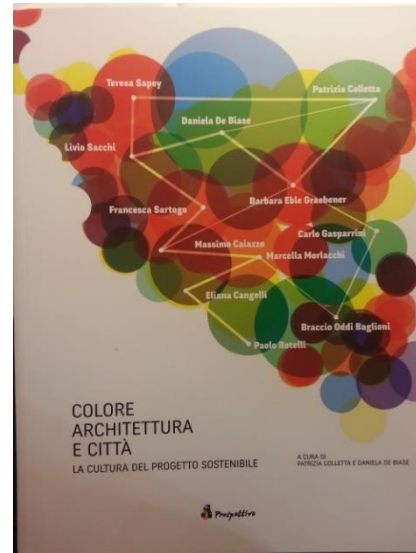 Teresa Sapey
Patrizia Colletta
Daniela De Biase
Livio Sacchi
Barbara Eble Graebener
Francesca Sartogo
Carlo Gasparrini
Massimo Caiazzo
Marcella Morlacchi
Eliana Cangelli
Braccio Oddi Baglioni
Paolo Rotelli
COLORE
ARCHITETTURA
E CITTÀ
LA CULTURA DEL PROGETTO SOSTENIBILE
A CURA DI
PATRIZIA COLLETTA E DANIELA DE BIASE
Prospettive